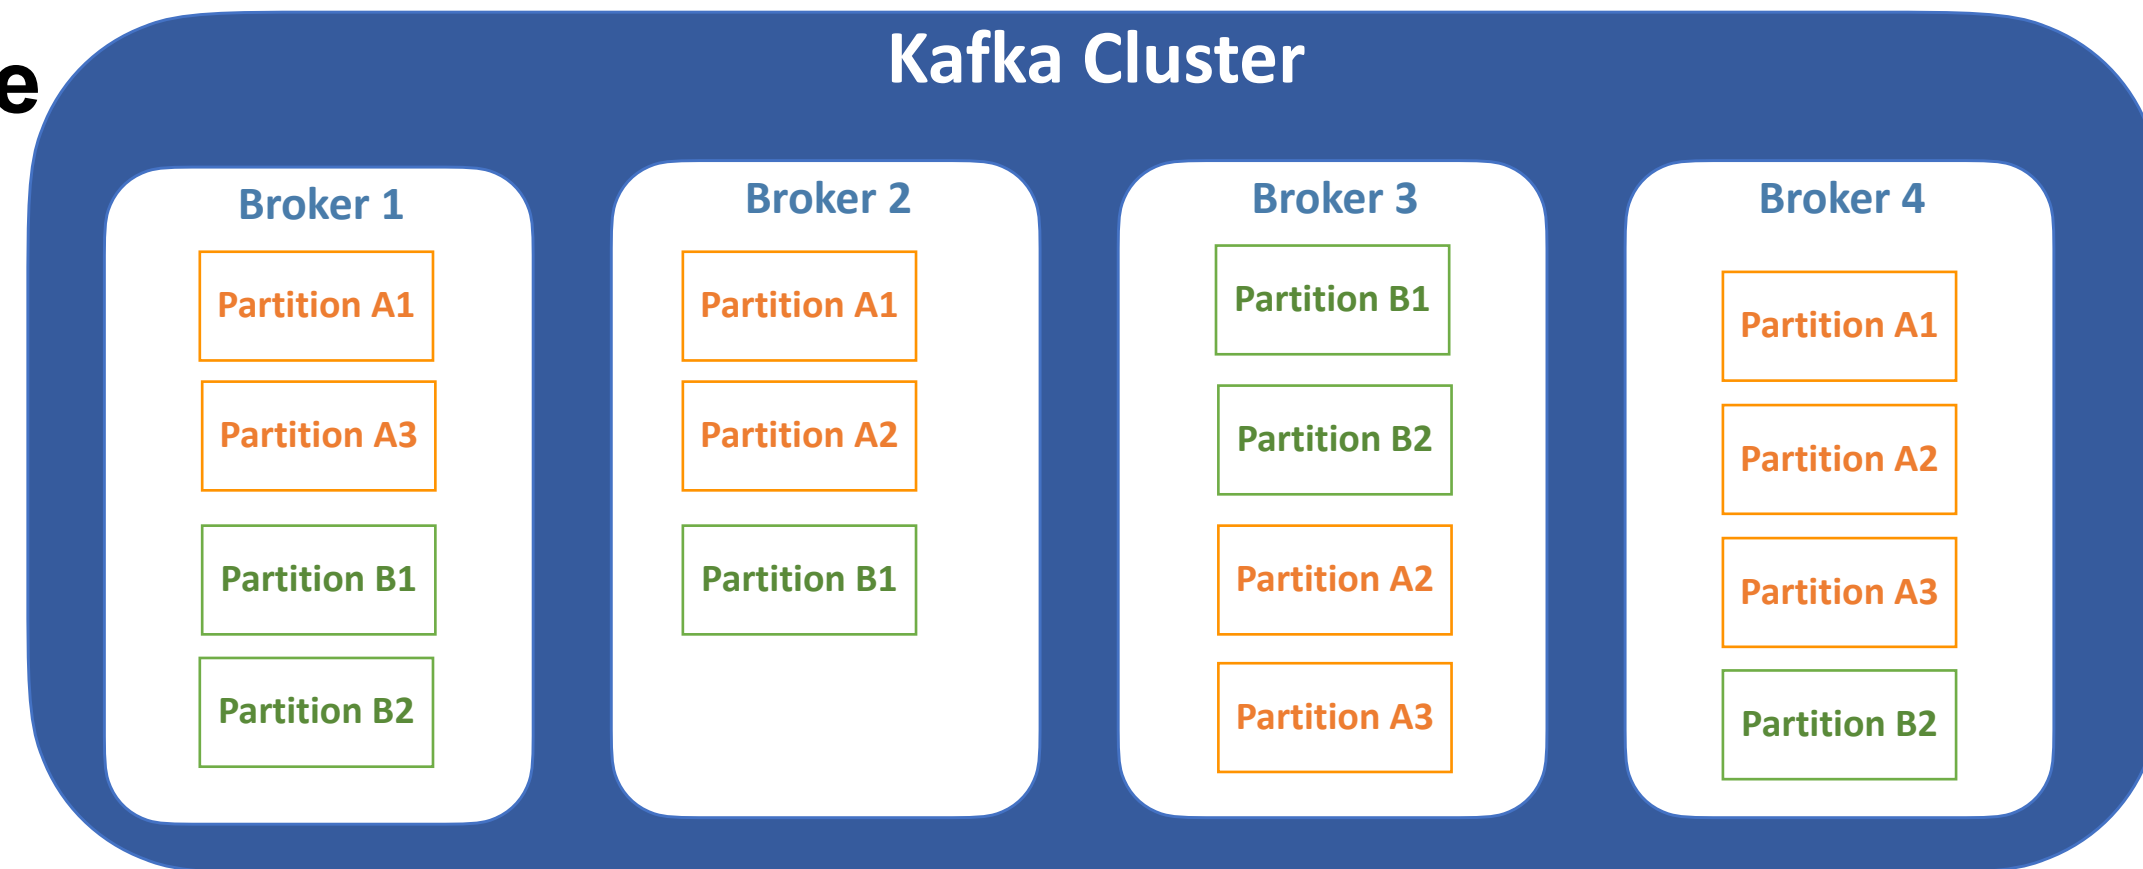 Kafka Cluster
Broker 1
Partition A1
Partition A3
Partition B1
Partition B2
Broker 2
Partition A1
Partition A2
Partition B1
Broker 3
Partition B1
Partition B2
Partition A2
Partition A3
Broker 4
Partition A1
Partition A2
Partition A3
Partition B2